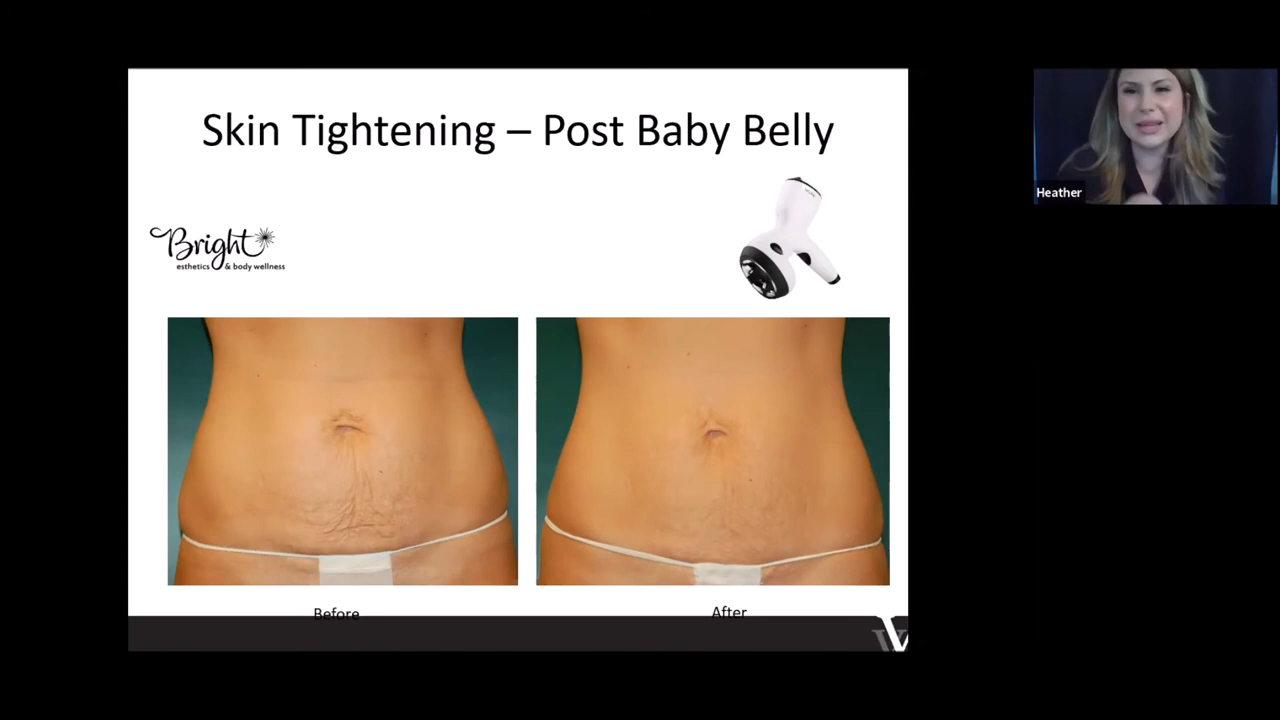 Skin Tightening – Post Baby Belly
Bright
esthetics & body wellness
Heather
Before
After